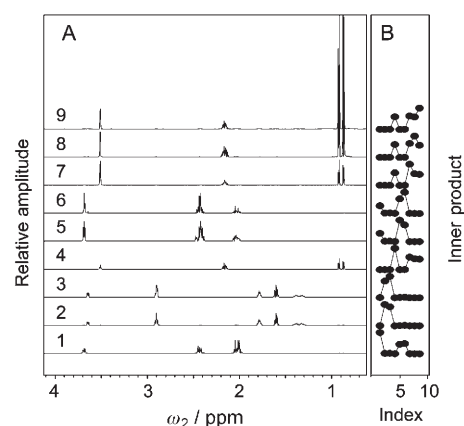 A
B
Relative amplitude
9
8
7
6
5
4
3
2
1
Inner product
4 3 2 1
5 10
ω2 / ppm
Index